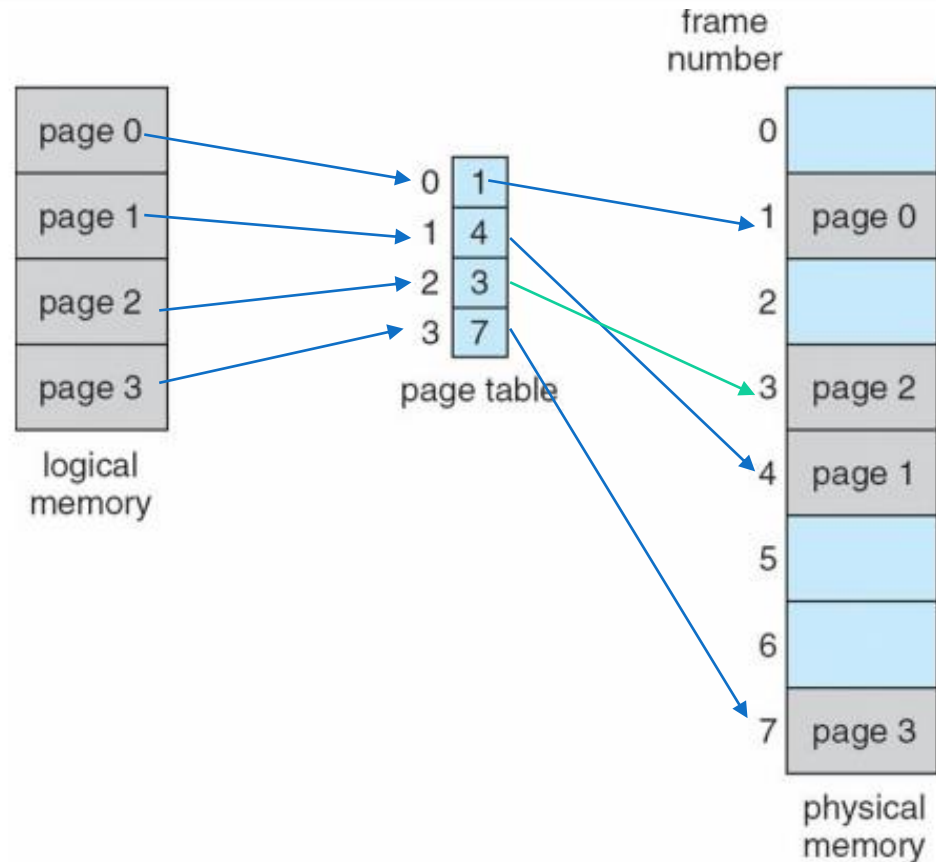 frame
number
page 0
page 1
page 2
page 3
logical
memory
0 1
1 4
2 3
3 7
page table
0
1 page 0
2
3 page 2
4 page 1
5
6
7 page 3
physical
memory